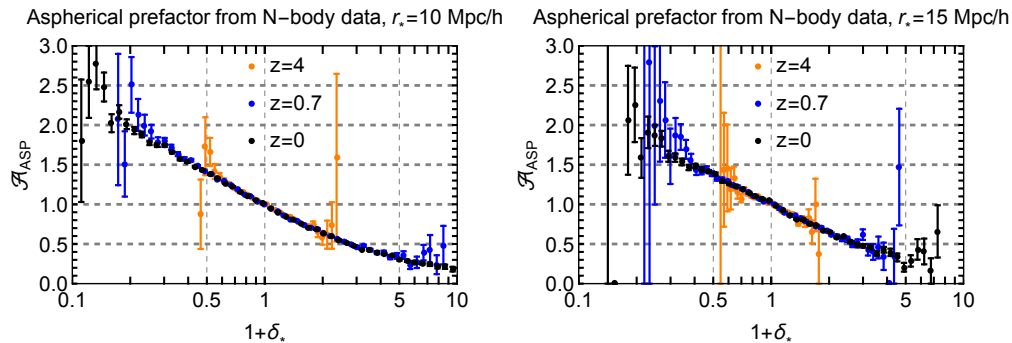 Aspherical prefactor from N-body data, r*=10 Mpc/h
3.0
2.5
2.0
1.5
1.0
0.5
0.0
𝒜ASP
z=4
z=0.7
z=0
0.1
0.5
1
5
10
1+δ*
Aspherical prefactor from N-body data, r*=15 Mpc/h
3.0
2.5
2.0
1.5
1.0
0.5
0.0
𝒜ASP
z=4
z=0.7
z=0
0.1
0.5
1
5
10
1+δ*